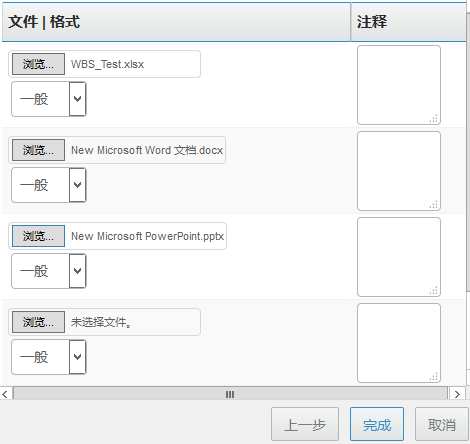 文件 | 格式 注释
浏览... WBS_Test.xlsx
一般
浏览... New Microsoft Word 文档.docx
一般
浏览... New Microsoft PowerPoint.pptx
一般
浏览... 未选择文件。
一般
上一步 完成 取消